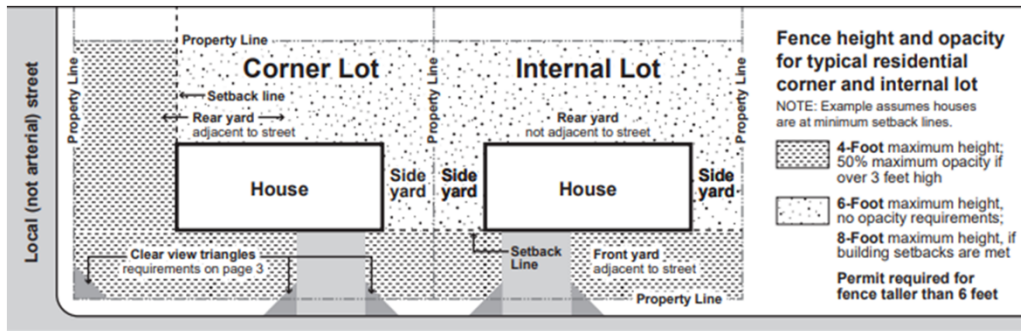 Local (not arterial) street
Property Line
Property Line
Corner Lot
Setback line
Rear yard
adjacent to street
House
Side
yard
Clear view triangles
requirements on page 3
Property Line
Internal Lot
Rear yard
not adjacent to street
Side
yard
House
Side
yard
Setback
Line
Front yard
adjacent to street
Property Line
Property Line
Fence height and opacity
for typical residential
corner and internal lot
NOTE: Example assumes houses
are at minimum setback lines.
4-Foot maximum height;
50% maximum opacity if
over 3 feet high
6-Foot maximum height,
no opacity requirements;
8-Foot maximum height, if
building setbacks are met
Permit required for
fence taller than 6 feet